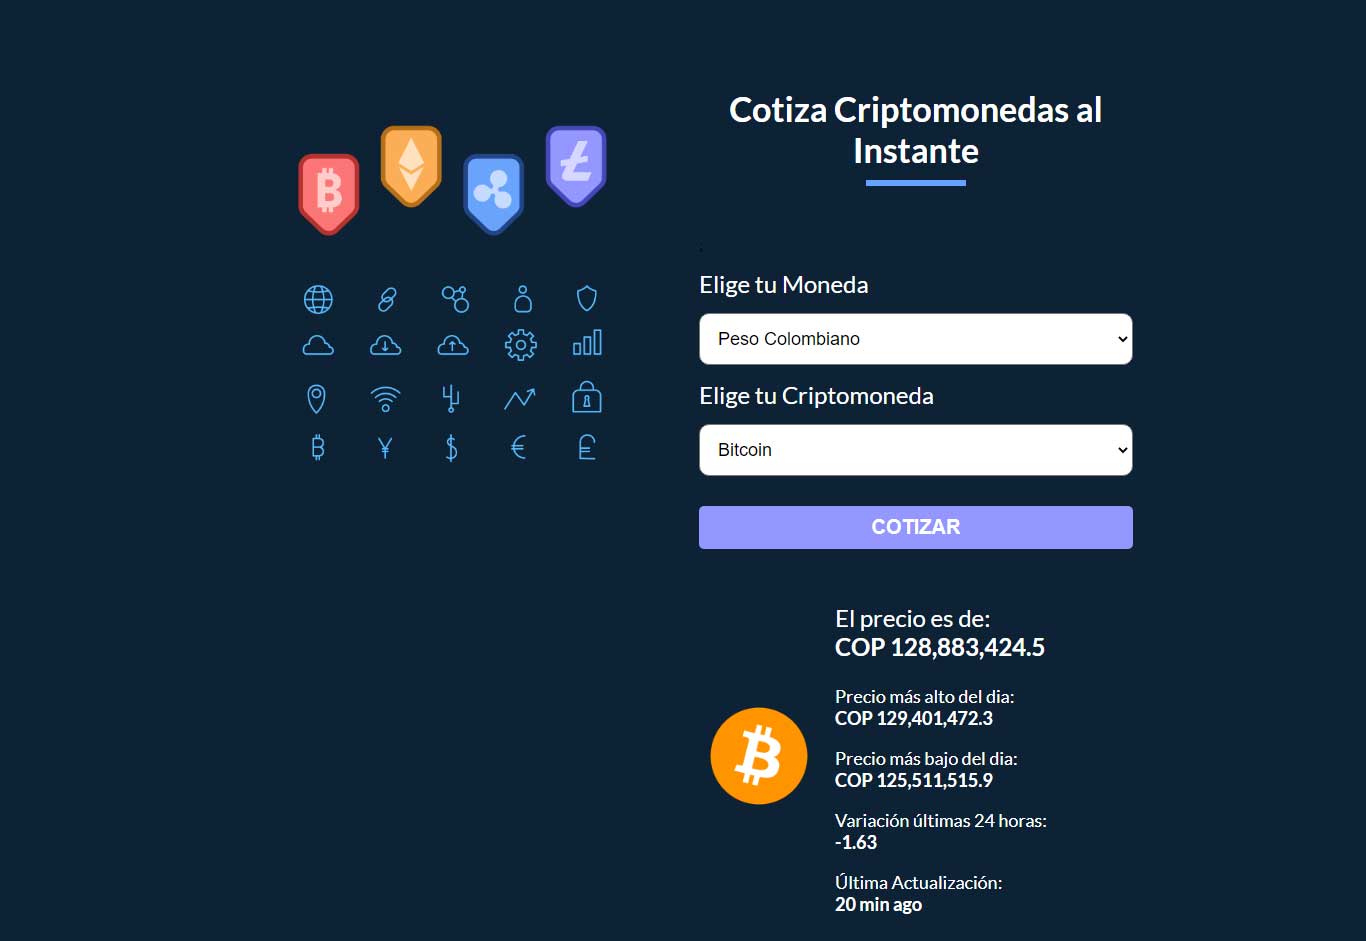 Cotiza Criptomonedas al
Instante
Elige tu Moneda
Peso Colombiano
Elige tu Criptomoneda
Bitcoin
COTIZAR
El precio es de:
COP 128,883,424.5
Precio más alto del dia:
COP 129,401,472.3
Precio más bajo del dia:
COP 125,511,515.9
Variación últimas 24 horas:
-1.63
Última Actualización:
20 min ago